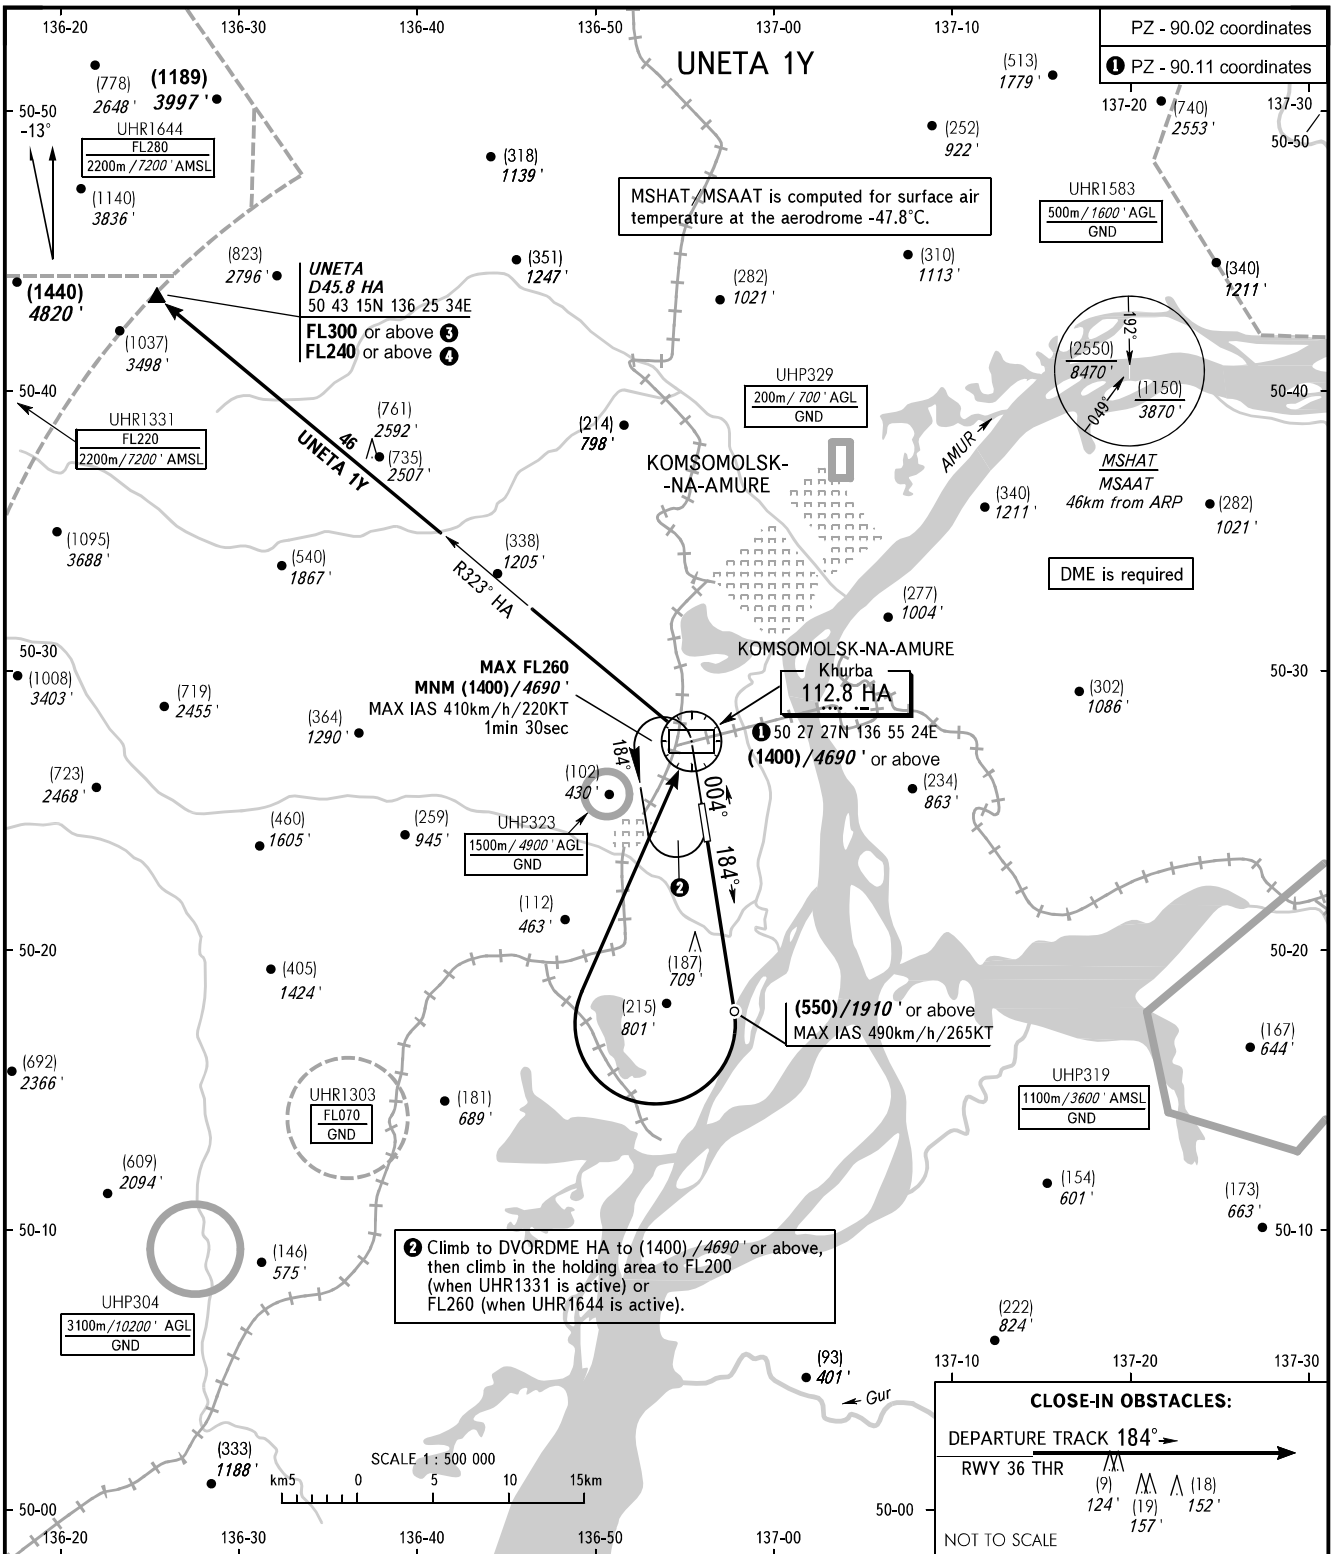 136-20
136-30
136-40
136-50
137-00
137-10
PZ - 90.02 coordinates
❶ PZ - 90.11 coordinates
UNETA 1Y
137-20
137-30
50-50
50-50
-13°
(778)
2648 '
(1189)
3997 '
UHR1644
FL280
2200m/7200 ' AMSL
(1140)
3836 '
(318)
1139 '
(513)
1779 '
(252)
922 '
(740)
2553 '
MSHAT/MSAAT is computed for surface air
temperature at the aerodrome -47.8°C.
UHR1583
500m/1600 ' AGL
GND
(1440)
4820 '
(823)
2796 '
UNETA
D45.8 HA
50 43 15N 136 25 34E
FL300 or above ❸
FL240 or above ❹
(351)
1247 '
(282)
1021 '
(310)
1113 '
(340)
1211 '
(1037)
3498 '
192°
(2550)
8470 '
049°
(1150)
3870 '
MSHAT
MSAAT
46km from ARP
50-40
50-40
UHR1331
FL220
2200m/7200 ' AMSL
46
UNETA 1Y
(761)
2592 '
(735)
2507 '
(214)
798 '
UHP329
200m/ 700 ' AGL
GND
KOMSOMOLSK-
-NA-AMURE
AMUR
(340)
1211 '
(282)
1021 '
(1095)
3688 '
(540)
1867 '
(338)
1205 '
R323° HA
DME is required
(277)
1004 '
50-30
50-30
(1008)
3403 '
(719)
2455 '
(364)
1290 '
MAX FL260
MNM (1400)/4690 '
MAX IAS 410km/h/220KT
1min 30sec
KOMSOMOLSK-NA-AMURE
Khurba
112.8 HA
❶ 50 27 27N 136 55 24E
(1400)/4690 ' or above
(302)
1086 '
(723)
2468 '
184°
(102)
430 '
004°
184°
(234)
863 '
(460)
1605 '
(259)
945 '
UHP323
1500m/4900 ' AGL
GND
❷
(112)
463 '
50-20
50-20
(405)
1424 '
(187)
709 '
(215)
801 '
(550)/1910 ' or above
MAX IAS 490km/h/265KT
(167)
644 '
(692)
2366 '
UHR1303
FL070
GND
(181)
689 '
UHP319
1100m/3600 ' AMSL
GND
(609)
2094 '
(154)
601 '
(173)
663 '
50-10
50-10
(146)
575 '
❷ Climb to DVORDME HA to (1400) /4690 ' or above,
then climb in the holding area to FL200
(when UHR1331 is active) or
FL260 (when UHR1644 is active).
UHP304
3100m/10200 ' AGL
GND
(222)
824 '
(93)
401 '
Gur
137-10
137-20
137-30
CLOSE-IN OBSTACLES:
DEPARTURE TRACK 184°
RWY 36 THR
(9)
124 '
(19)
157 '
(18)
152 '
NOT TO SCALE
(333)
1188 '
SCALE 1 : 500 000
km5 0 5 10 15km
50-00
50-00
136-20
136-30
136-40
136-50
137-00